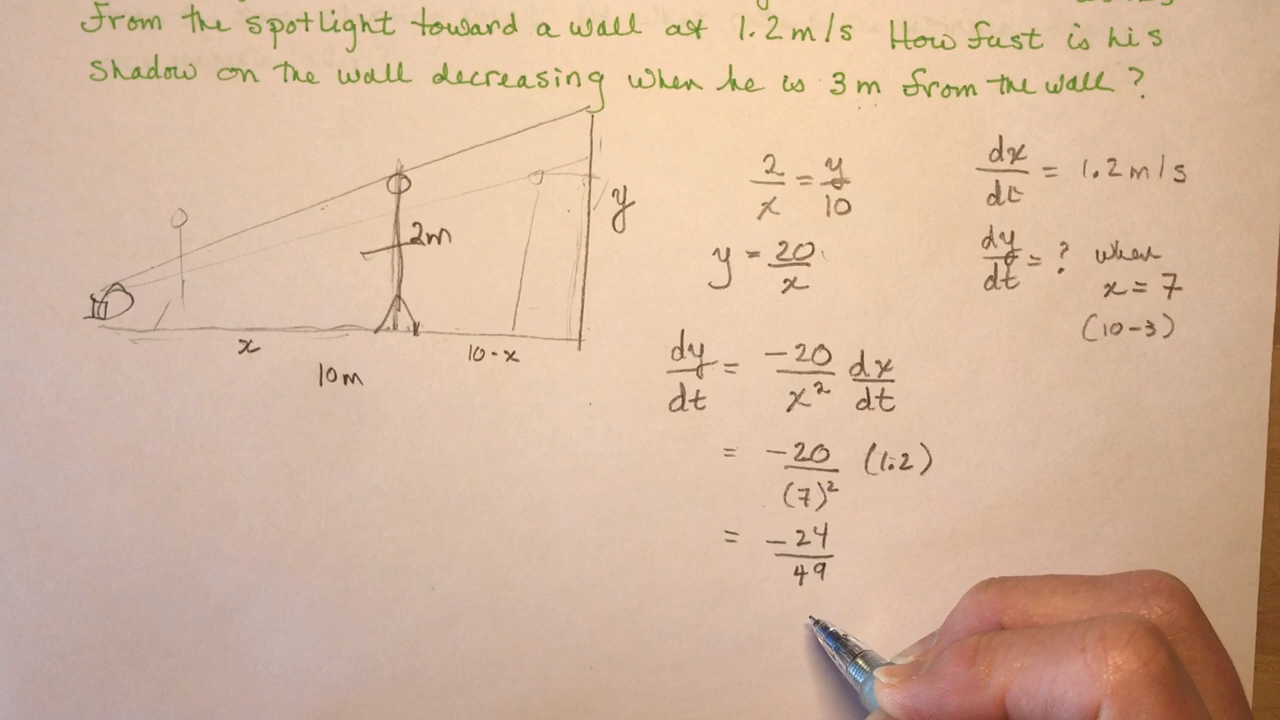 from the spotlight toward a wall at 1.2 m/s How fast is his
shadow on the wall decreasing when he is 3 m from the wall?
2/x = y/10
dx/dt = 1.2 m/s
2m
y
y = 20/x
dy/dt = ? when
x = 7
(10-3)
x
10-x
10m
dy/dt = -20/x² dx/dt
= -20/(7)² (1.2)
= -24/49